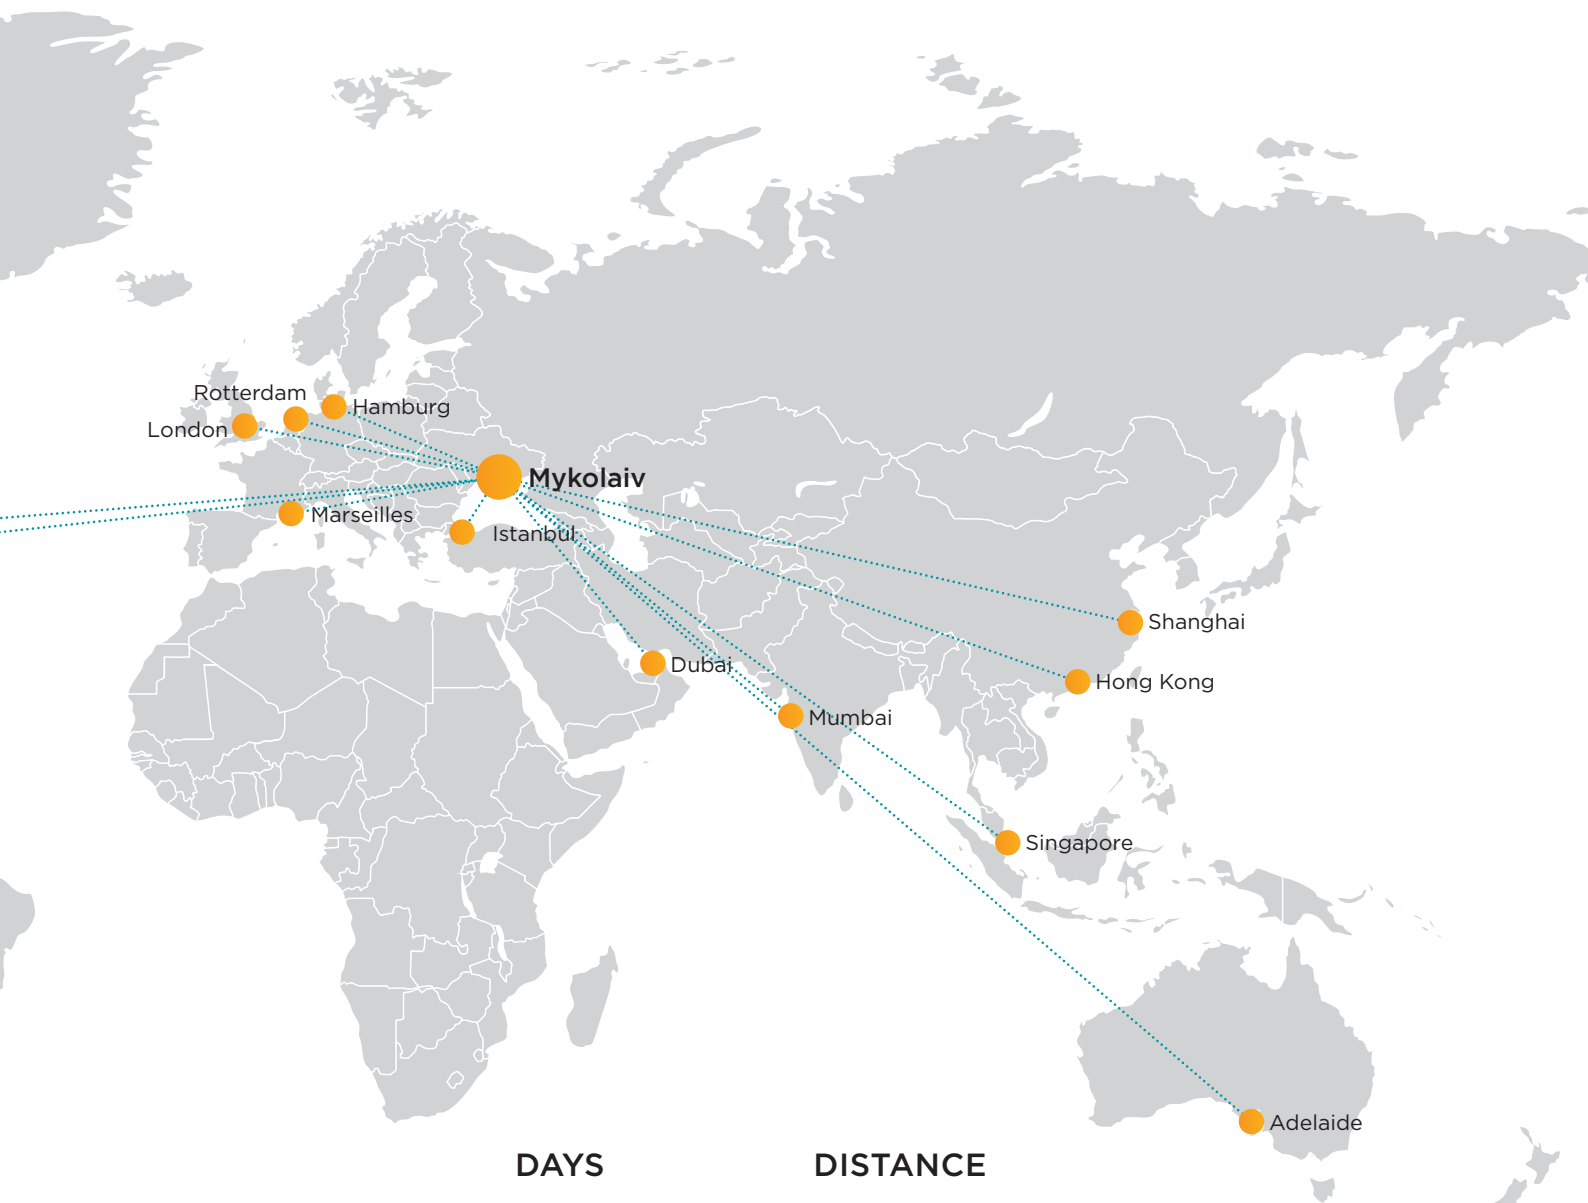 Rotterdam
Hamburg
London
Mykolaiv
Marseilles
Istanbul
Shanghai
Dubai
Hong Kong
Mumbai
Singapore
Adelaide
DAYS DISTANCE